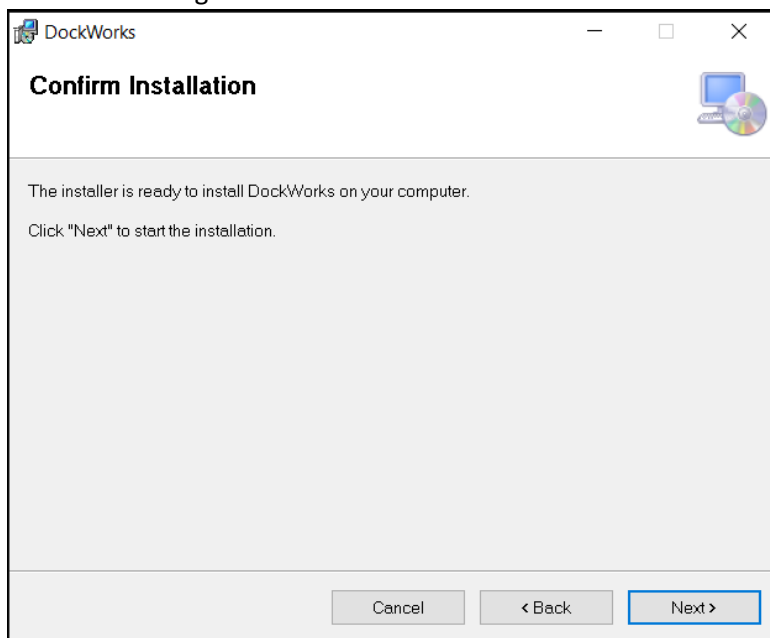 DockWorks
Confirm Installation
The installer is ready to install DockWorks on your computer.
Click "Next" to start the installation.
Cancel
< Back
Next >